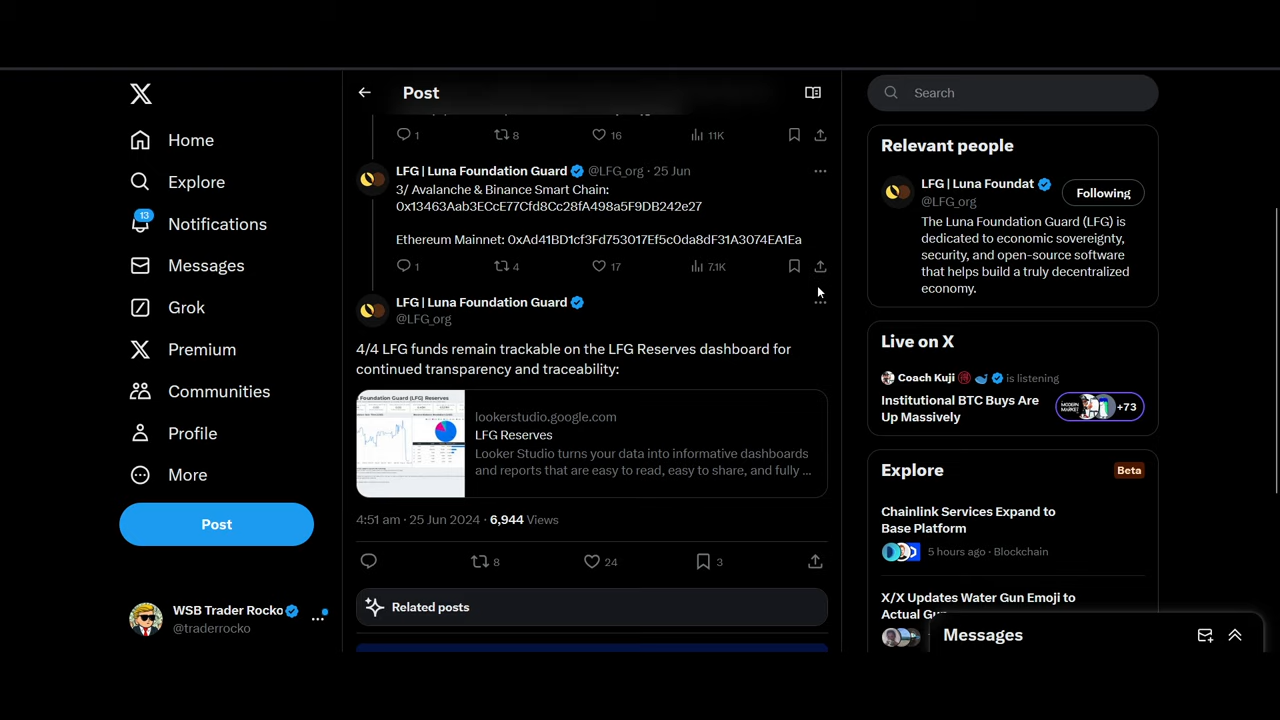 Post
Search
Home
Explore
13
Notifications
Messages
Grok
Premium
Communities
Profile
More
Post
WSB Trader Rocko
@traderrocko
1 8 16 11K
LFG | Luna Foundation Guard @LFG_org · 25 Jun
3/ Avalanche & Binance Smart Chain:
0x13463Aab3ECcE77Cfd8Cc28fA498a5F9DB242e27
Ethereum Mainnet: 0xAd41BD1cf3Fd753017Ef5c0da8dF31A3074EA1Ea
1 4 17 7.1K
LFG | Luna Foundation Guard
@LFG_org
4/4 LFG funds remain trackable on the LFG Reserves dashboard for
continued transparency and traceability:
Foundation Guard (LFG) Reserves
lookerstudio.google.com
LFG Reserves
Looker Studio turns your data into informative dashboards
and reports that are easy to read, easy to share, and fully ...
4:51 am · 25 Jun 2024 · 6,944 Views
8 24 3
Related posts
Relevant people
LFG | Luna Foundat
@LFG_org
Following
The Luna Foundation Guard (LFG) is
dedicated to economic sovereignty,
security, and open-source software
that helps build a truly decentralized
economy.
Live on X
Coach Kuji is listening
Institutional BTC Buys Are
Up Massively
+73
Explore
Beta
Chainlink Services Expand to
Base Platform
5 hours ago · Blockchain
X/X Updates Water Gun Emoji to
Actual Gu
Messages